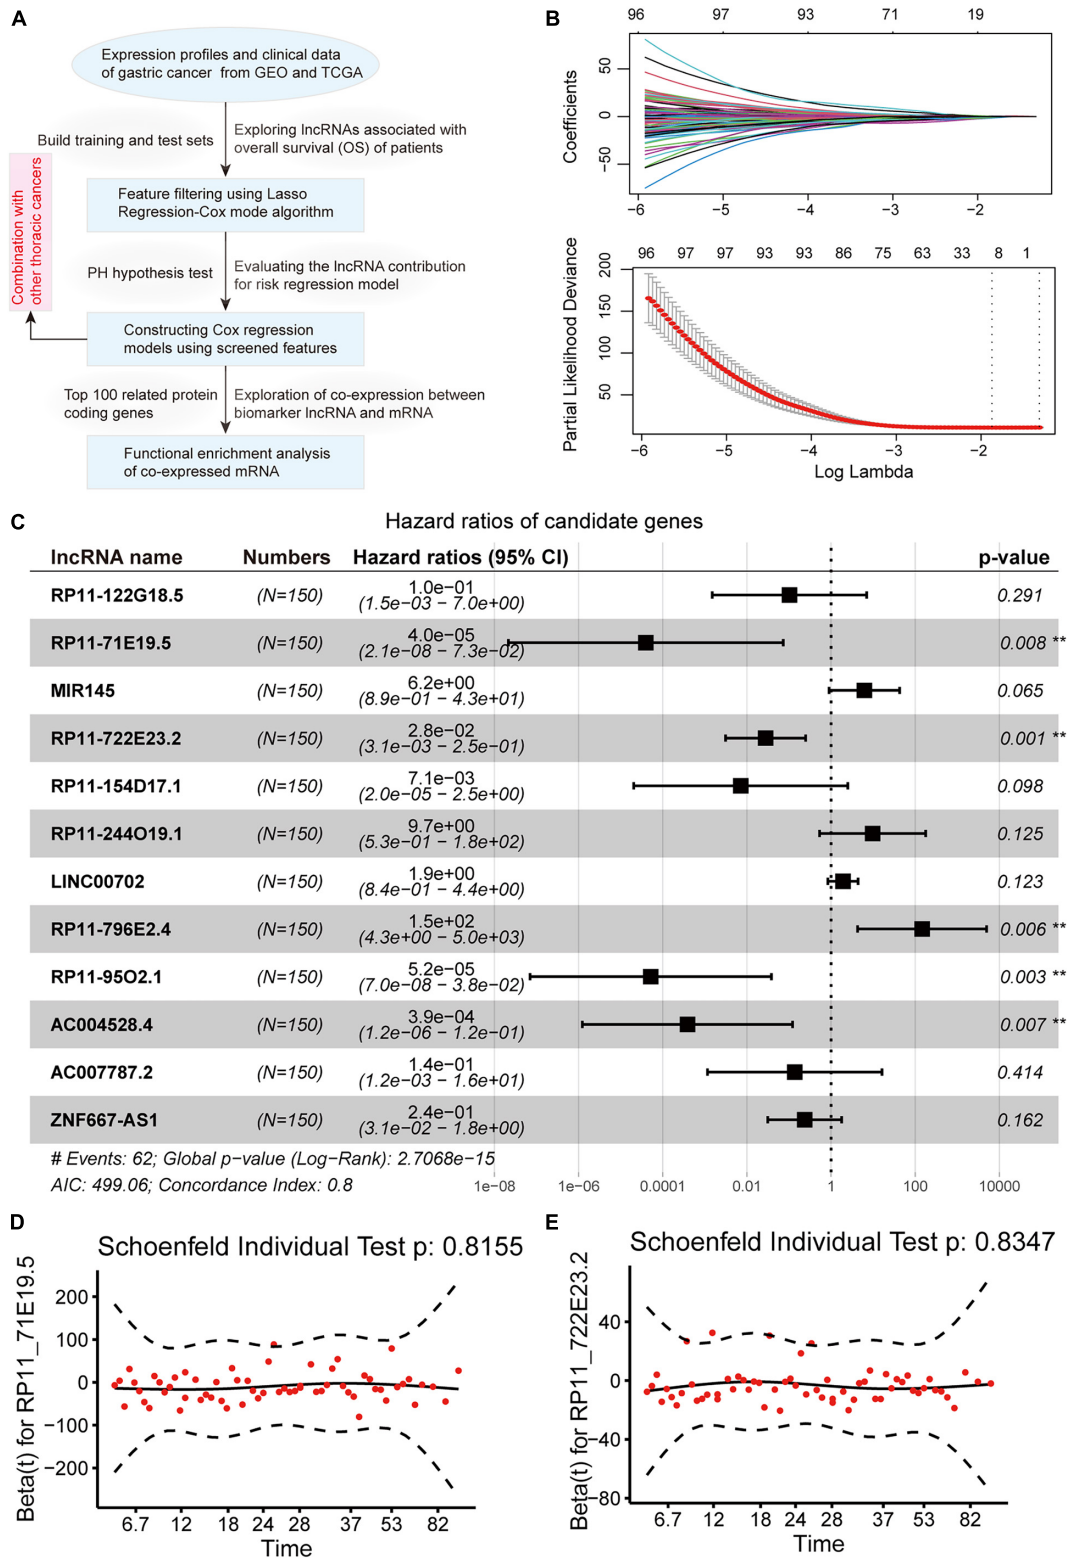 A
Expression profiles and clinical data
of gastric cancer from GEO and TCGA
Build training and test sets
Exploring lncRNAs associated with
overall survival (OS) of patients
Combination with
other thoracic cancers
Feature filtering using Lasso
Regression-Cox mode algorithm
PH hypothesis test
Evaluating the lncRNA contribution
for risk regression model
Constructing Cox regression
models using screened features
Top 100 related protein
coding genes
Exploration of co-expression between
biomarker lncRNA and mRNA
Functional enrichment analysis
of co-expressed mRNA
B
96 97 93 71 19
Coefficients
50
0
−50
−6 −5 −4 −3 −2
96 97 97 93 93 86 75 63 33 8 1
Partial Likelihood Deviance
200
150
100
50
−6 −5 −4 −3 −2
Log Lambda
C
Hazard ratios of candidate genes
lncRNA name Numbers Hazard ratios (95% CI) p-value
RP11-122G18.5 (N=150) 1.0e−01 (1.5e−03 − 7.0e+00) 0.291
RP11-71E19.5 (N=150) 4.0e−05 (2.1e−08 − 7.3e−02) 0.008 **
MIR145 (N=150) 6.2e+00 (8.9e−01 − 4.3e+01) 0.065
RP11-722E23.2 (N=150) 2.8e−02 (3.1e−03 − 2.5e−01) 0.001 **
RP11-154D17.1 (N=150) 7.1e−03 (2.0e−05 − 2.5e+00) 0.098
RP11-244O19.1 (N=150) 9.7e+00 (5.3e−01 − 1.8e+02) 0.125
LINC00702 (N=150) 1.9e+00 (8.4e−01 − 4.4e+00) 0.123
RP11-796E2.4 (N=150) 1.5e+02 (4.3e+00 − 5.0e+03) 0.006 **
RP11-95O2.1 (N=150) 5.2e−05 (7.0e−08 − 3.8e−02) 0.003 **
AC004528.4 (N=150) 3.9e−04 (1.2e−06 − 1.2e−01) 0.007 **
AC007787.2 (N=150) 1.4e−01 (1.2e−03 − 1.6e+01) 0.414
ZNF667-AS1 (N=150) 2.4e−01 (3.1e−02 − 1.8e+00) 0.162
# Events: 62; Global p−value (Log−Rank): 2.7068e−15
AIC: 499.06; Concordance Index: 0.8
1e−08 1e−06 0.0001 0.01 1 100 10000
D
Schoenfeld Individual Test p: 0.8155
Beta(t) for RP11_71E19.5
200
100
0
−100
−200
6.7 12 18 24 28 37 53 82
Time
E
Schoenfeld Individual Test p: 0.8347
Beta(t) for RP11_722E23.2
40
0
−40
−80
6.7 12 18 24 28 37 53 82
Time